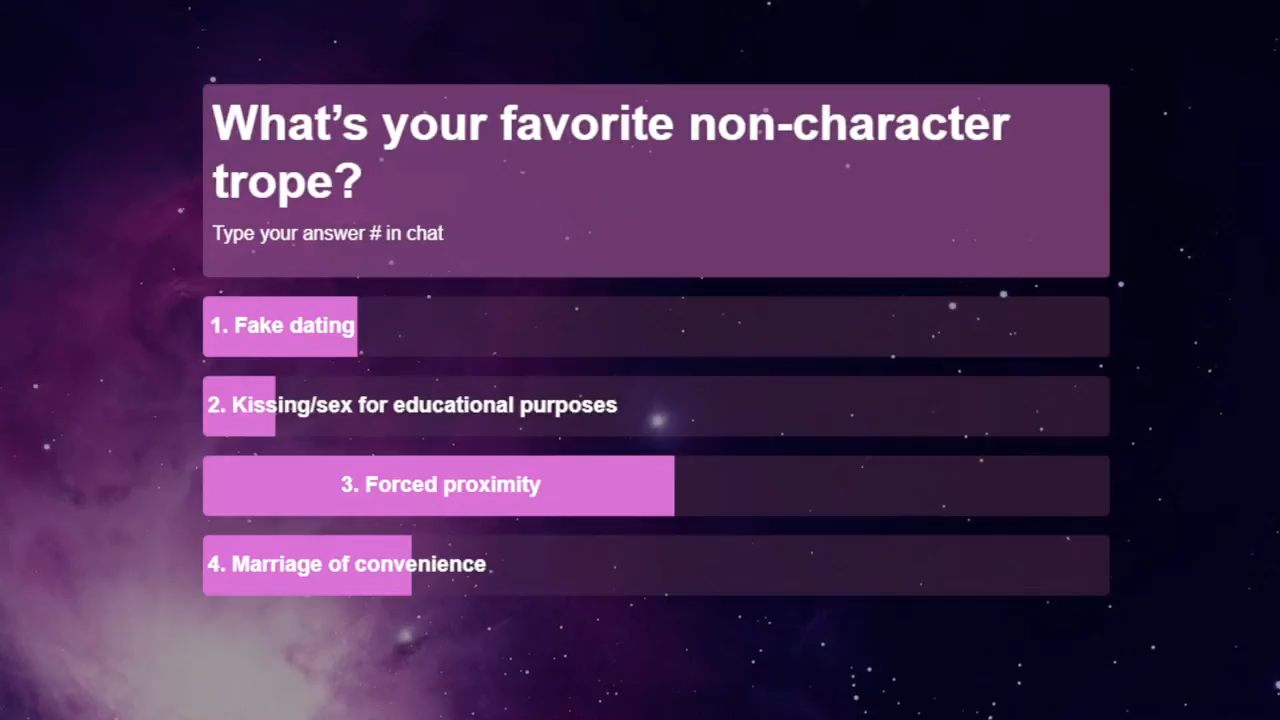 What’s your favorite non-character
trope?
Type your answer # in chat
1. Fake dating
2. Kissing/sex for educational purposes
3. Forced proximity
4. Marriage of convenience